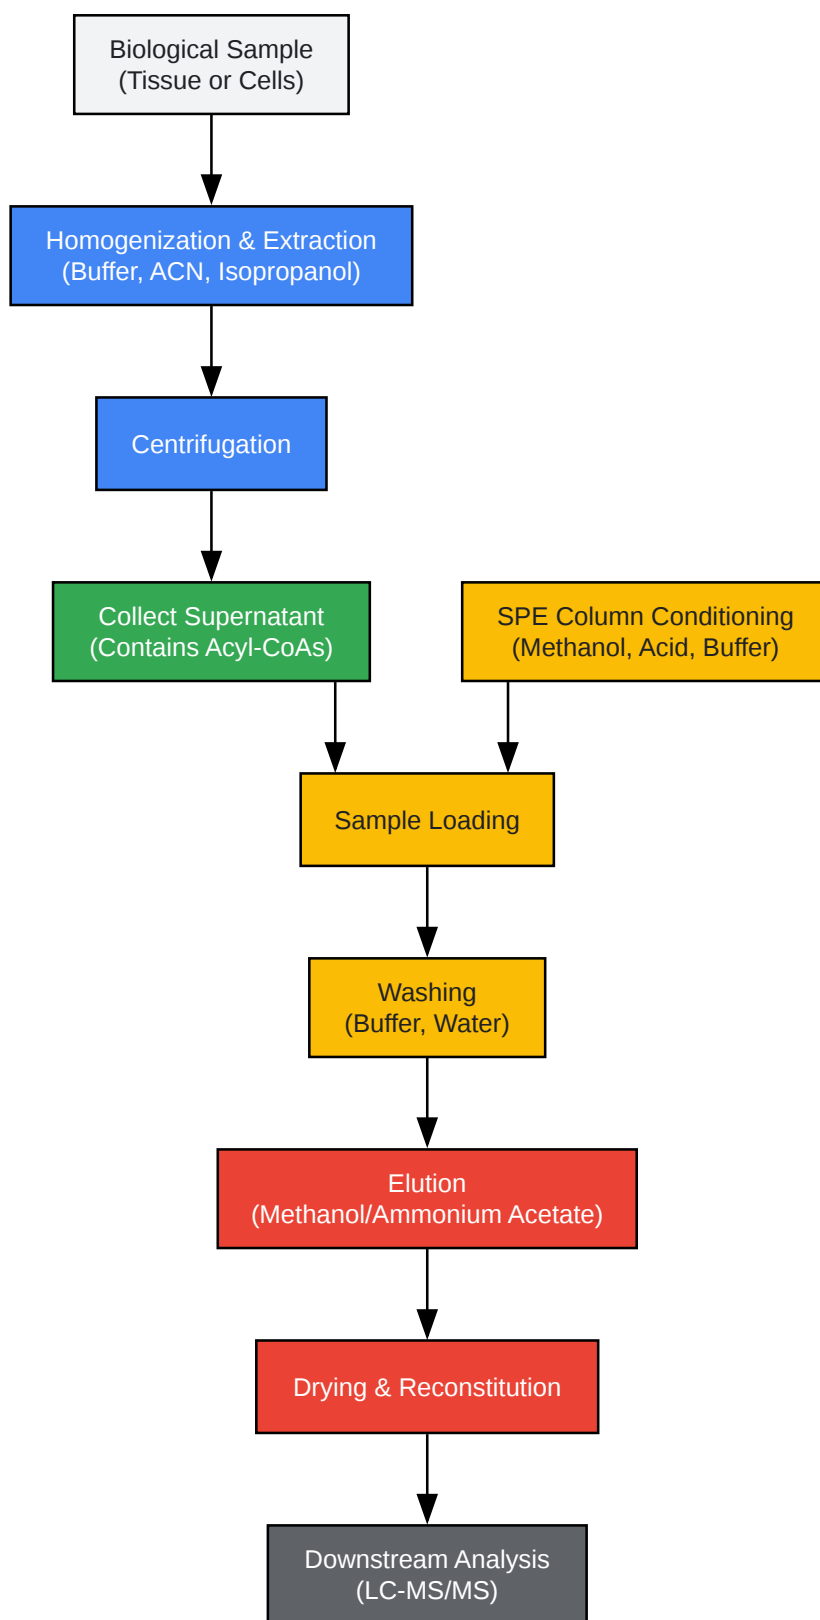 Biological Sample
(Tissue or Cells)
Homogenization & Extraction
(Buffer, ACN, Isopropanol)
Centrifugation
Collect Supernatant
(Contains Acyl-CoAs)
SPE Column Conditioning
(Methanol, Acid, Buffer)
Sample Loading
Washing
(Buffer, Water)
Elution
(Methanol/Ammonium Acetate)
Drying & Reconstitution
Downstream Analysis
(LC-MS/MS)